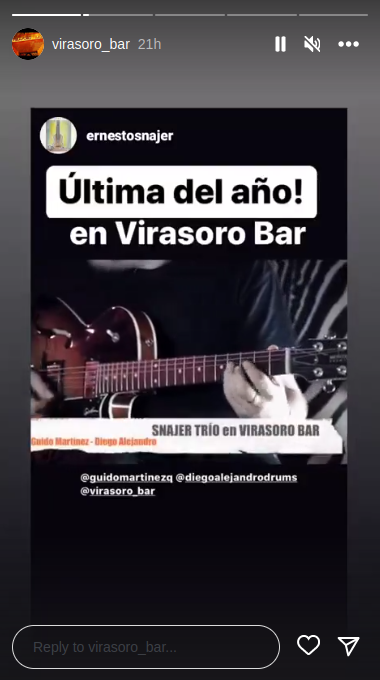 virasoro_bar 21h
ernestosnajer
Última del año!
en Virasoro Bar
SNAJER TRÍO en VIRASORO BAR
Guido Martinez - Diego Alejandro
@guidomartinezq @diegoalejandrodrums
@virasoro_bar
Reply to virasoro_bar...